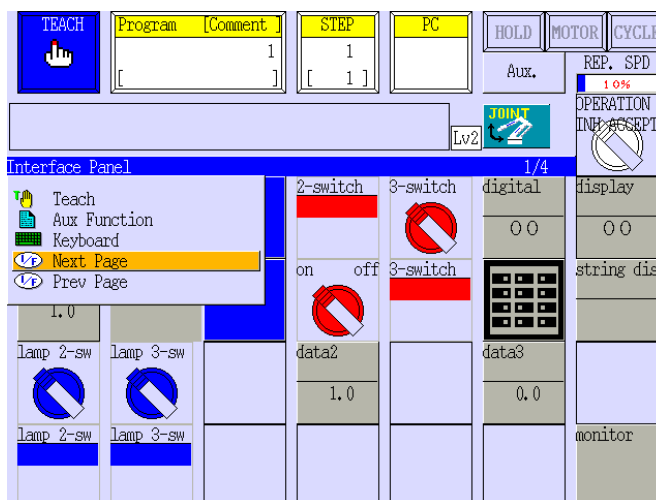 TEACH
Program [Comment ]
1
[ ]
STEP
1
[ 1 ]
PC
HOLD
MOTOR
CYCLE
Aux.
REP. SPD
10%
OPERATION
INH ACCEPT
Lv2
JOINT
Interface Panel 1/4
Teach
Aux Function
Keyboard
I/F Next Page
I/F Prev Page
2-switch
3-switch
digital
00
display
00
on off
3-switch
string dis
1.0
lamp 2-sw
lamp 3-sw
data2
1.0
data3
0.0
lamp 2-sw
lamp 3-sw
monitor